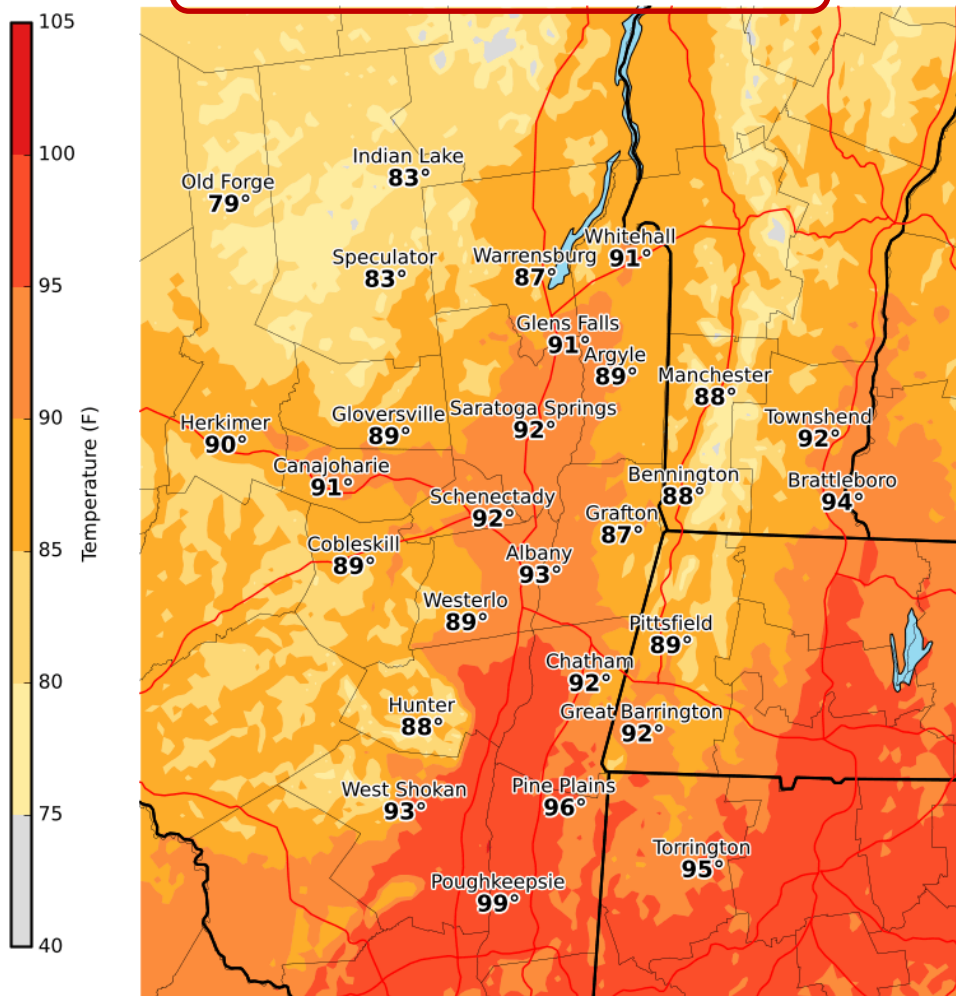 105
100
95
90
85
80
75
40
Temperature (F)
Indian Lake
83°
Old Forge
79°
Whitehall
91°
Speculator
83°
Warrensburg
87°
Glens Falls
91°
Argyle
89°
Manchester
88°
Herkimer
90°
Gloversville
89°
Saratoga Springs
92°
Townshend
92°
Canajoharie
91°
Bennington
88°
Brattleboro
94°
Schenectady
92°
Grafton
87°
Cobleskill
89°
Albany
93°
Westerlo
89°
Pittsfield
89°
Chatham
92°
Hunter
88°
Great Barrington
92°
West Shokan
93°
Pine Plains
96°
Torrington
95°
Poughkeepsie
99°